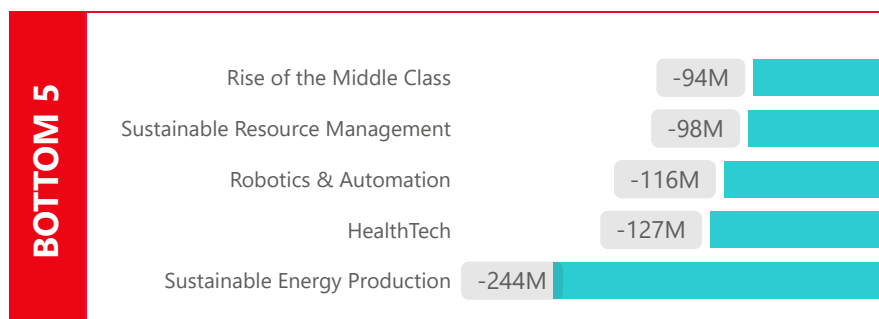 BOTTOM 5
Rise of the Middle Class -94M
Sustainable Resource Management -98M
Robotics & Automation -116M
HealthTech -127M
Sustainable Energy Production -244M